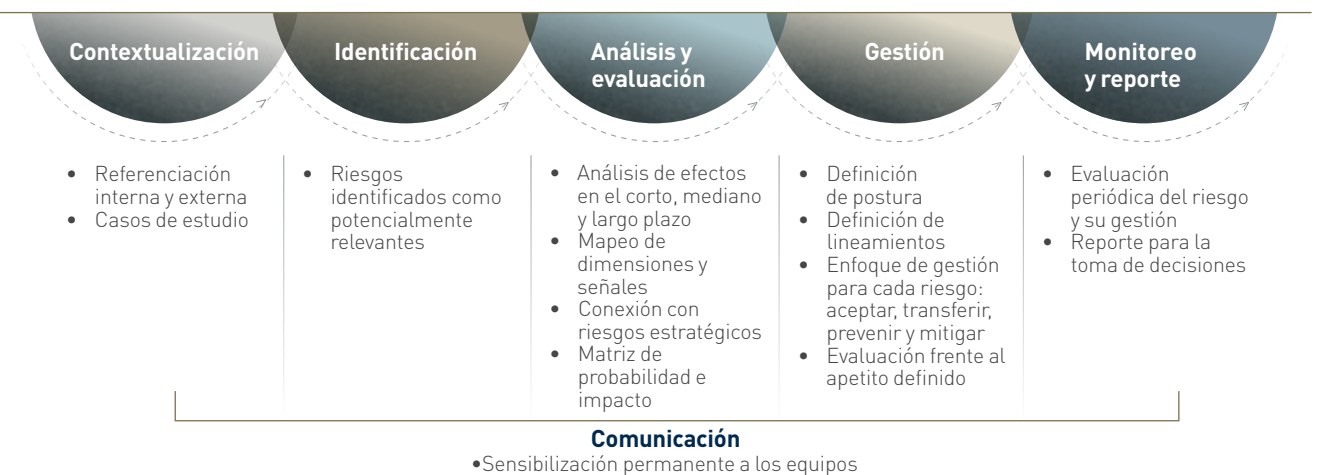 Contextualización
Identificación
Análisis y
evaluación
Gestión
Monitoreo
y reporte
• Referenciación
interna y externa
• Casos de estudio
• Riesgos
identificados como
potencialmente
relevantes
• Análisis de efectos
en el corto, mediano
y largo plazo
• Mapeo de
dimensiones y
señales
• Conexión con
riesgos estratégicos
• Matriz de
probabilidad e
impacto
• Definición
de postura
• Definición de
lineamientos
• Enfoque de gestión
para cada riesgo:
aceptar, transferir,
prevenir y mitigar
• Evaluación frente al
apetito definido
• Evaluación
periódica del riesgo
y su gestión
• Reporte para la
toma de decisiones
Comunicación
•Sensibilización permanente a los equipos